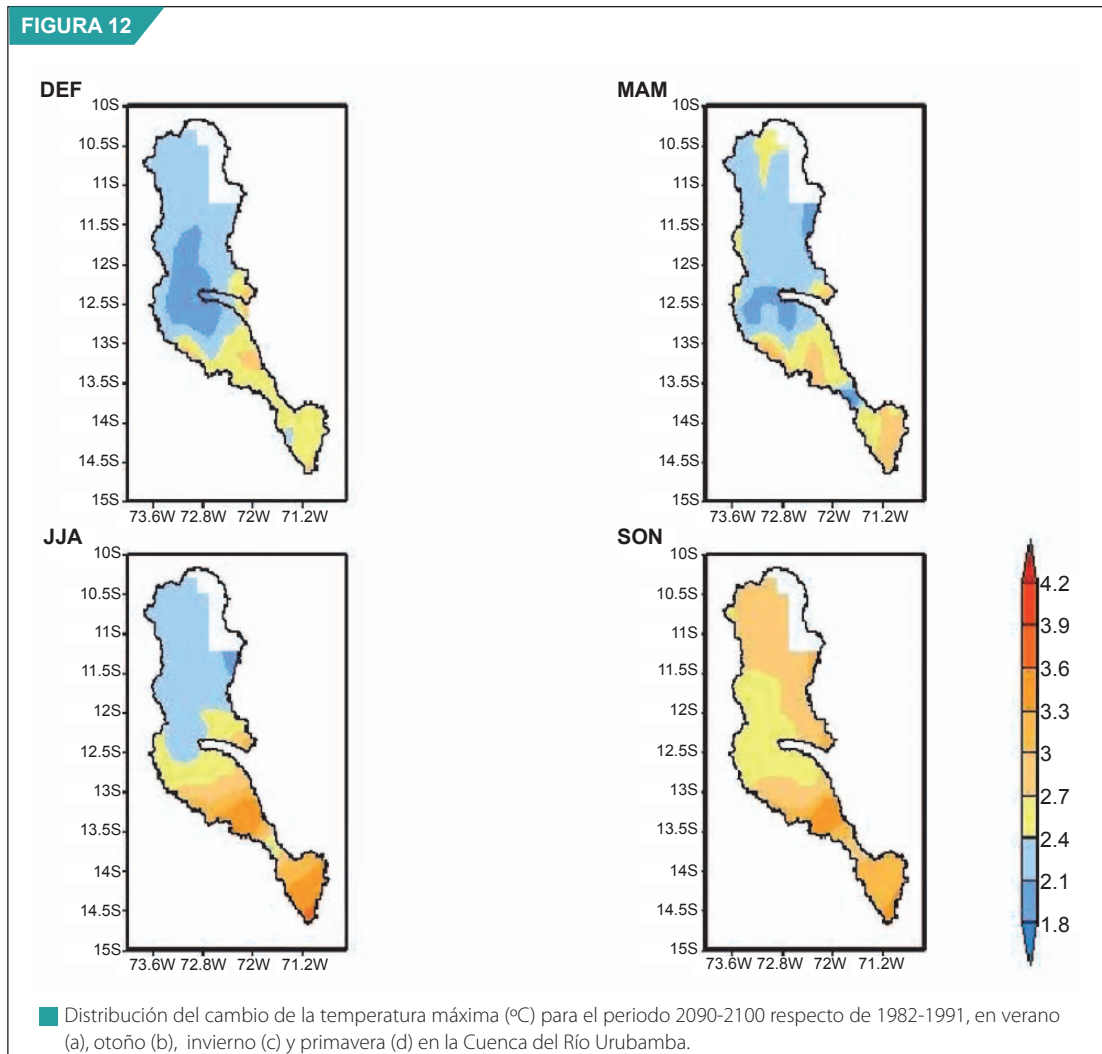 FIGURA 12
DEF
10S
10.5S
11S
11.5S
12S
12.5S
13S
13.5S
14S
14.5S
15S
73.6W 72.8W 72W 71.2W
MAM
10S
10.5S
11S
11.5S
12S
12.5S
13S
13.5S
14S
14.5S
15S
73.6W 72.8W 72W 71.2W
JJA
10S
10.5S
11S
11.5S
12S
12.5S
13S
13.5S
14S
14.5S
15S
73.6W 72.8W 72W 71.2W
SON
10S
10.5S
11S
11.5S
12S
12.5S
13S
13.5S
14S
14.5S
15S
73.6W 72.8W 72W 71.2W
4.2
3.9
3.6
3.3
3
2.7
2.4
2.1
1.8
Distribución del cambio de la temperatura máxima (ºC) para el periodo 2090-2100 respecto de 1982-1991, en verano
(a), otoño (b), invierno (c) y primavera (d) en la Cuenca del Río Urubamba.